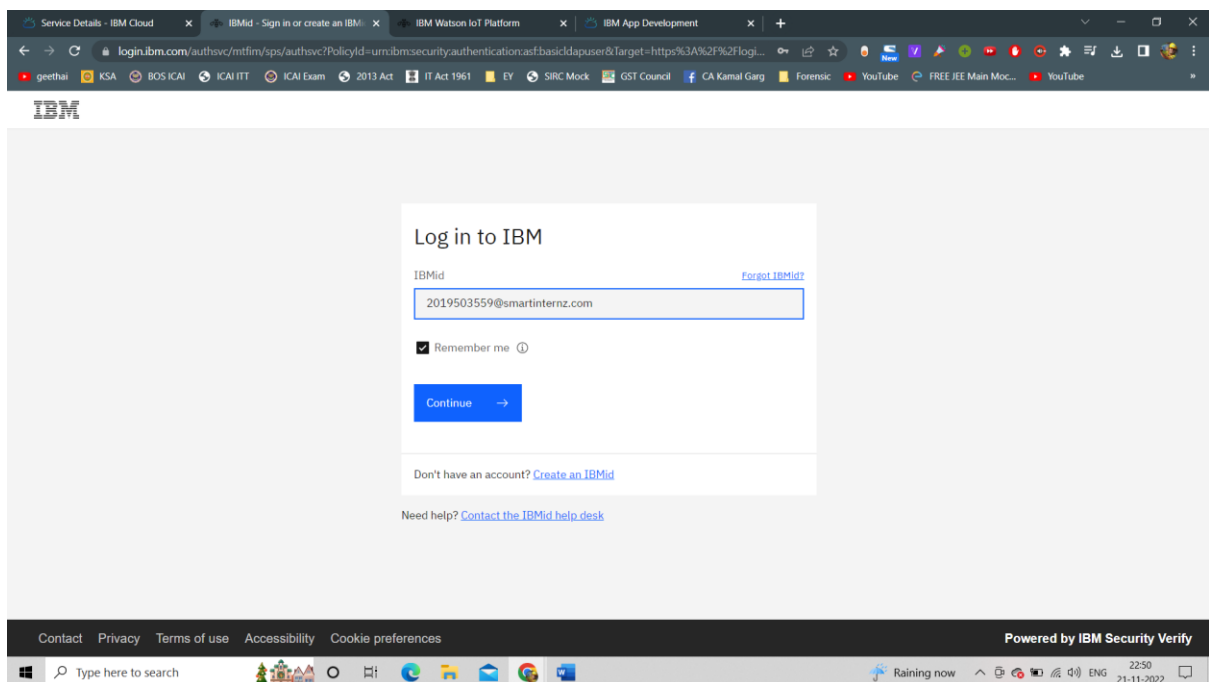 Service Details - IBM Cloud
IBMid - Sign in or create an IBMi
IBM Watson IoT Platform
IBM App Development
login.ibm.com/authsvc/mtfim/sps/authsvc?PolicyId=urn:ibm:security:authentication:asf:basicldapuser&Target=https%3A%2F%2Flogi...
New
geethai KSA BOS ICAI ICAI ITT ICAI Exam 2013 Act IT Act 1961 EY SIRC Mock GST Council CA Kamal Garg Forensic YouTube FREE JEE Main Moc... YouTube »
IBM
Log in to IBM
IBMid Forgot IBMid?
2019503559@smartinternz.com
Remember me
Continue →
Don't have an account? Create an IBMid
Need help? Contact the IBMid help desk
Contact Privacy Terms of use Accessibility Cookie preferences Powered by IBM Security Verify
Type here to search Raining now ENG 22:50
21-11-2022